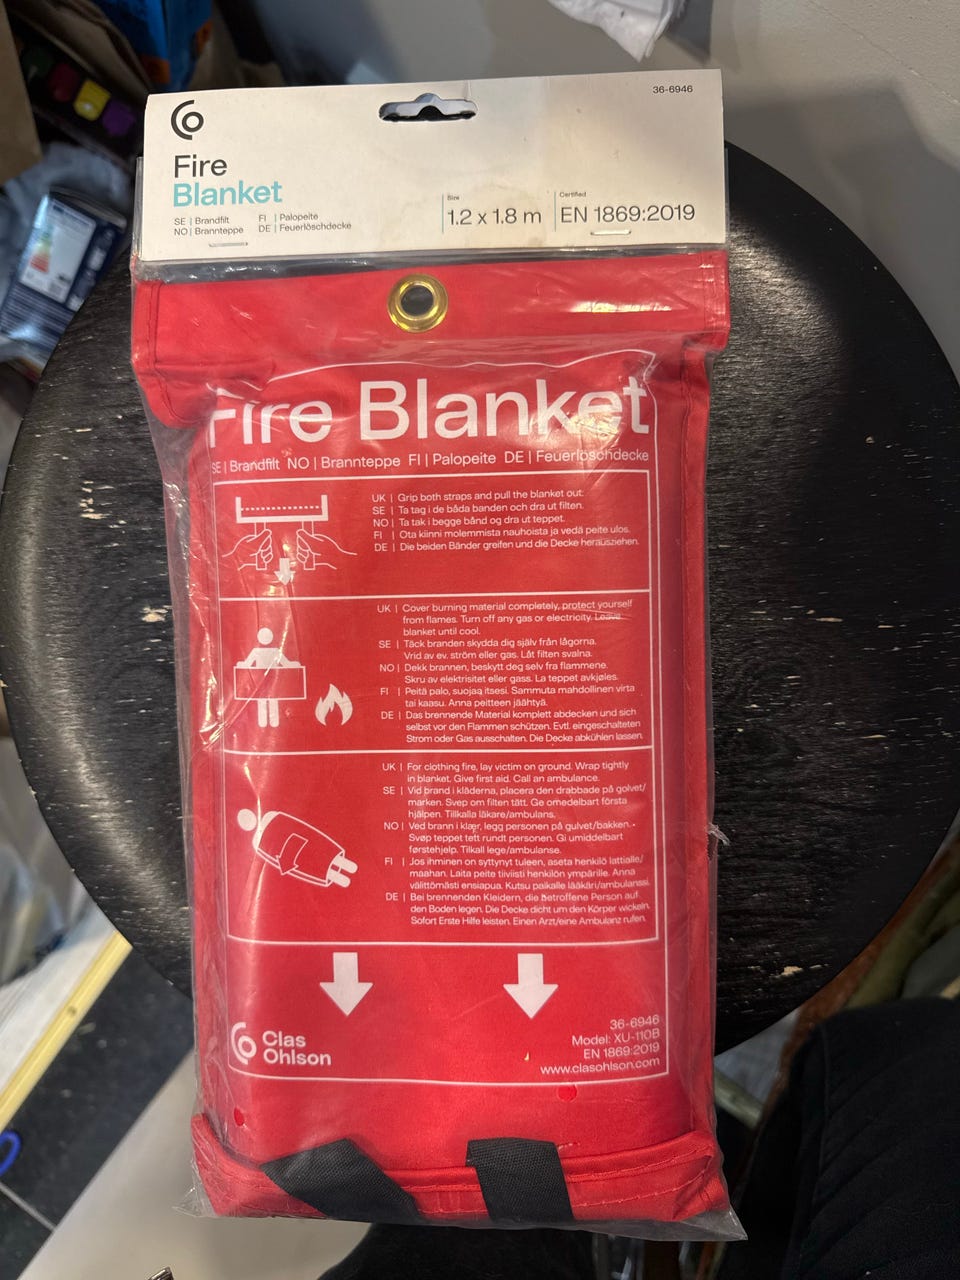 36-6946
Fire
Blanket
SE | Brandfilt
NO | Brannteppe
FI | Palopeite
DE | Feuerlöschdecke
Size
1.2 x 1.8 m
Certified
EN 1869:2019
Fire Blanket
SE | Brandfilt NO | Brannteppe FI | Palopeite DE | Feuerlöschdecke
UK | Grip both straps and pull the blanket out:
SE | Ta tag i de båda banden och dra ut filten.
NO | Ta tak i begge bånd og dra ut teppet.
FI | Ota kiinni molemmista nauhoista ja vedä peite ulos.
DE | Die beiden Bänder greifen und die Decke herausziehen.
UK | Cover burning material completely, protect yourself
from flames. Turn off any gas or electricity. Leave
blanket until cool.
SE | Täck branden skydda dig själv från lågorna.
Vrid av ev. ström eller gas. Låt filten svalna.
NO | Dekk brannen, beskytt deg selv fra flammene.
Skru av elektrisitet eller gass. La teppet avkjøles.
FI | Peitä palo, suojaa itsesi. Sammuta mahdollinen virta
tai kaasu. Anna peitteen jäähtyä.
DE | Das brennende Material komplett abdecken und sich
selbst vor den Flammen schützen. Evtl. eingeschalteten
Strom oder Gas ausschalten. Die Decke abkühlen lassen.
UK | For clothing fire, lay victim on ground. Wrap tightly
in blanket. Give first aid. Call an ambulance.
SE | Vid brand i kläderna, placera den drabbade på golvet/
marken. Svep om filten tätt. Ge omedelbart första
hjälpen. Tillkalla läkare/ambulans.
NO | Ved brann i klær, legg personen på gulvet/bakken.
Svøp teppet tett rundt personen. Gi umiddelbart
førstehjelp. Tilkall lege/ambulanse.
FI | Jos ihminen on syttynyt tuleen, aseta henkilö lattialle/
maahan. Laita peite tiiviisti henkilön ympärille. Anna
välittömästi ensiapua. Kutsu paikalle lääkäri/ambulanssi.
DE | Bei brennenden Kleidern, die betroffene Person auf
den Boden legen. Die Decke dicht um den Körper wickeln.
Sofort Erste Hilfe leisten. Einen Arzt/eine Ambulanz rufen.
Clas
Ohlson
36-6946
Model: XU-110B
EN 1869:2019
www.clasohlson.com